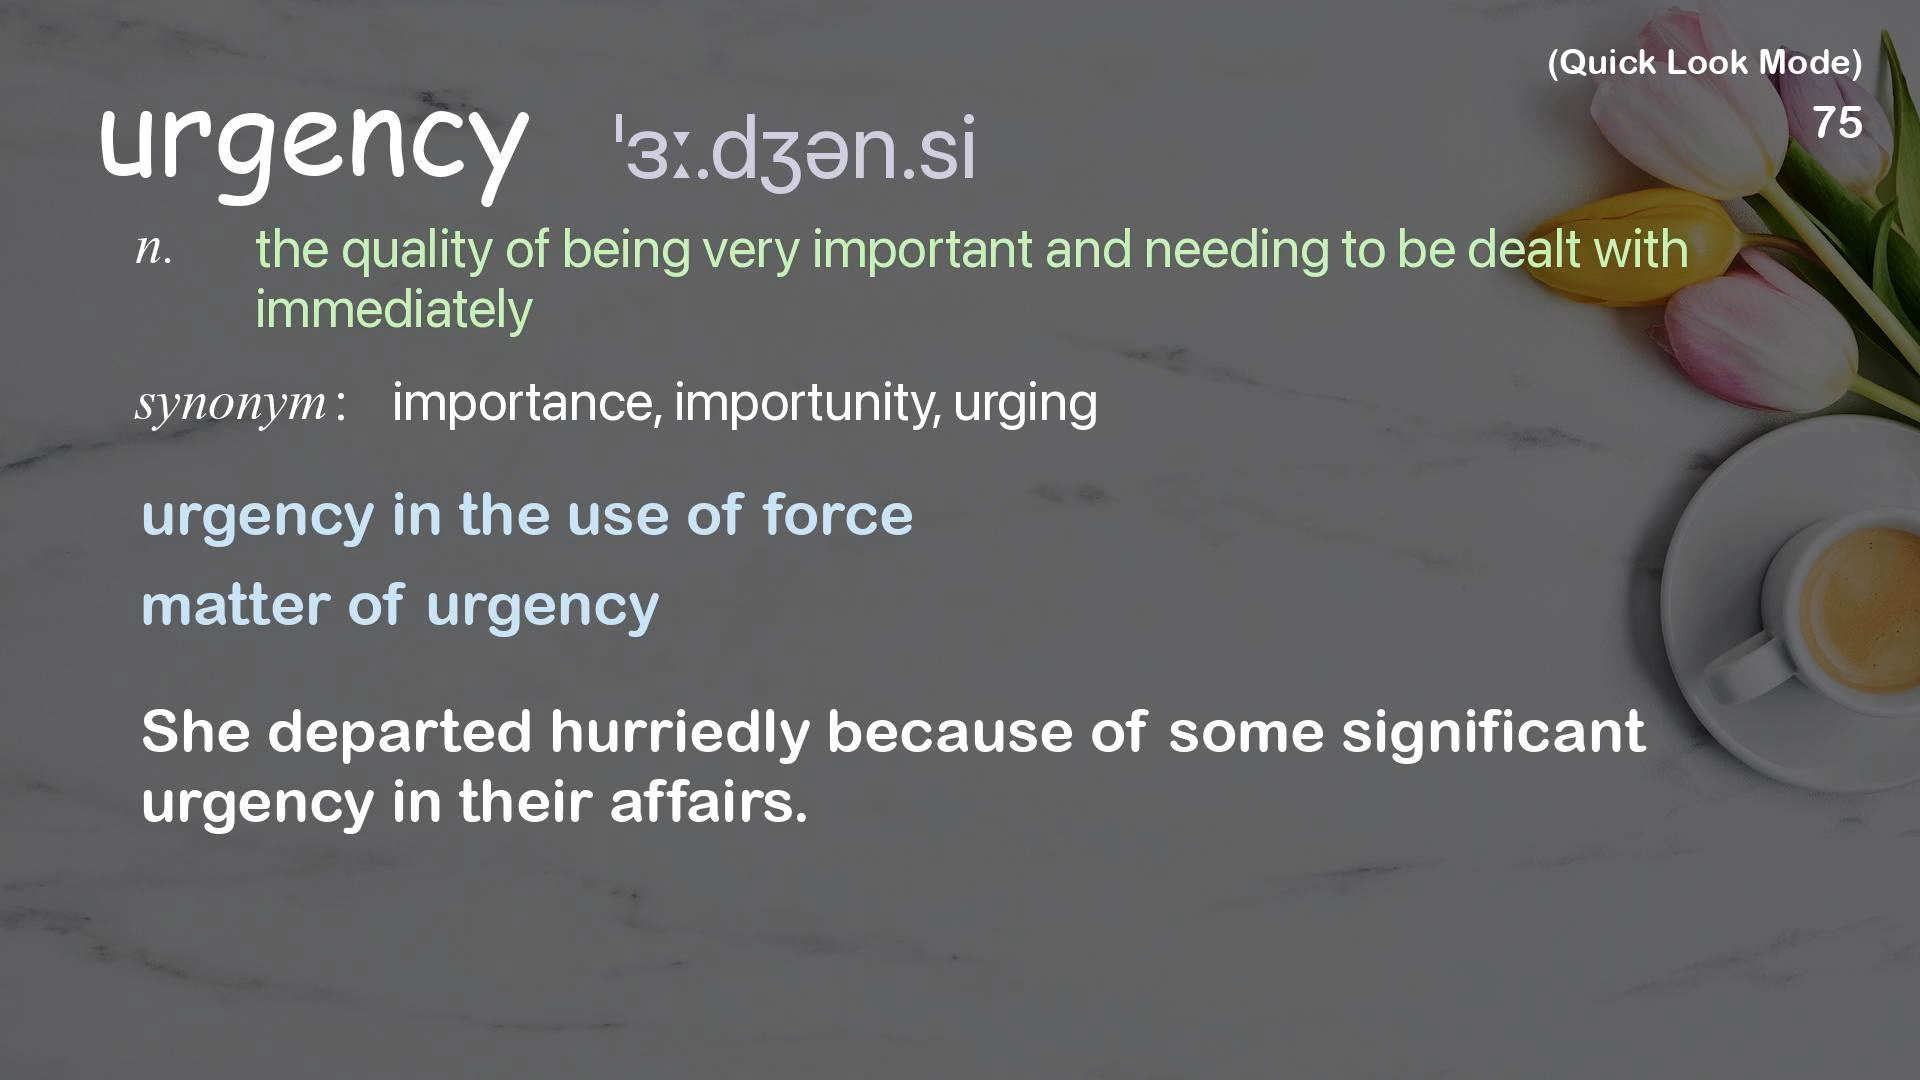 (Quick Look Mode)
75
urgency ˈɜː.dʒən.si
n. the quality of being very important and needing to be dealt with
immediately
synonym: importance, importunity, urging
urgency in the use of force
matter of urgency
She departed hurriedly because of some significant
urgency in their affairs.